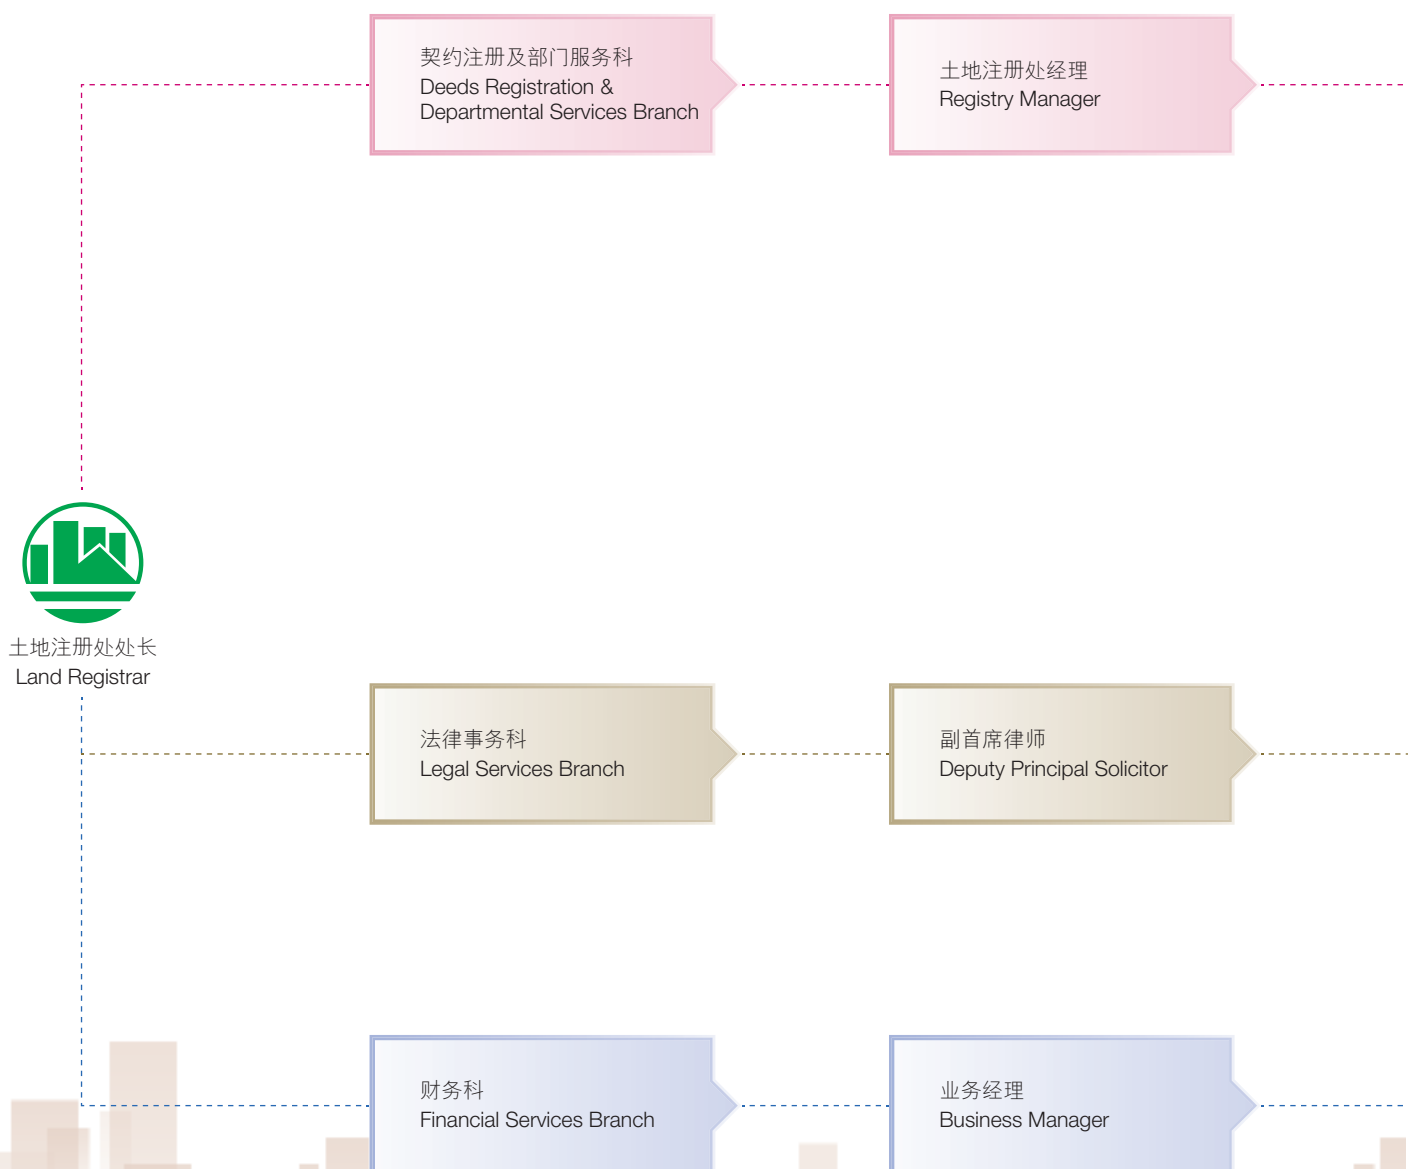 契约注册及部门服务科
Deeds Registration &
Departmental Services Branch
土地注册处经理
Registry Manager
土地注册处处长
Land Registrar
法律事务科
Legal Services Branch
副首席律师
Deputy Principal Solicitor
财务科
Financial Services Branch
业务经理
Business Manager